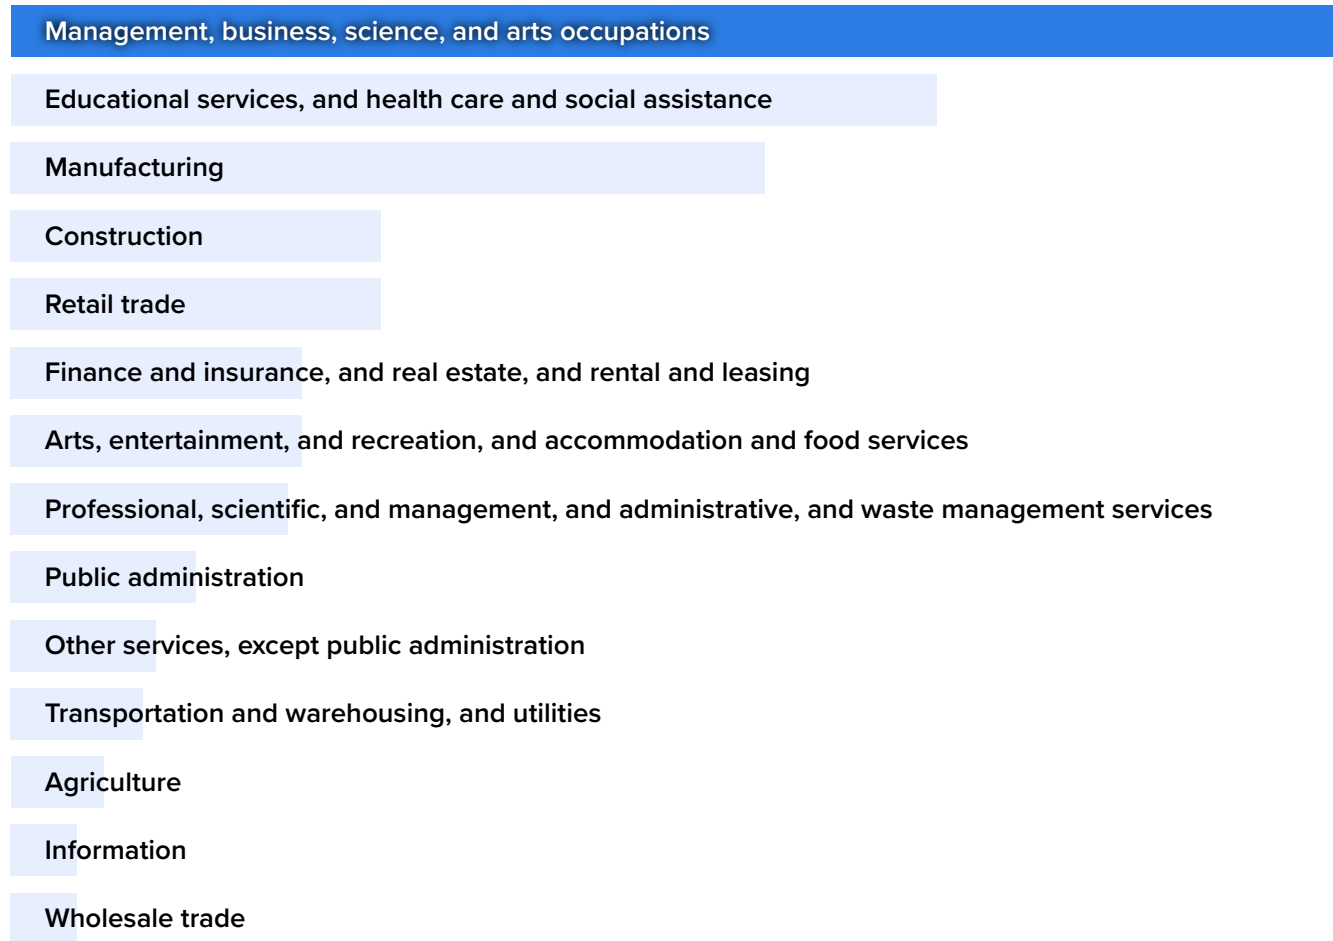 Management, business, science, and arts occupations
Educational services, and health care and social assistance
Manufacturing
Construction
Retail trade
Finance and insurance, and real estate, and rental and leasing
Arts, entertainment, and recreation, and accommodation and food services
Professional, scientific, and management, and administrative, and waste management services
Public administration
Other services, except public administration
Transportation and warehousing, and utilities
Agriculture
Information
Wholesale trade